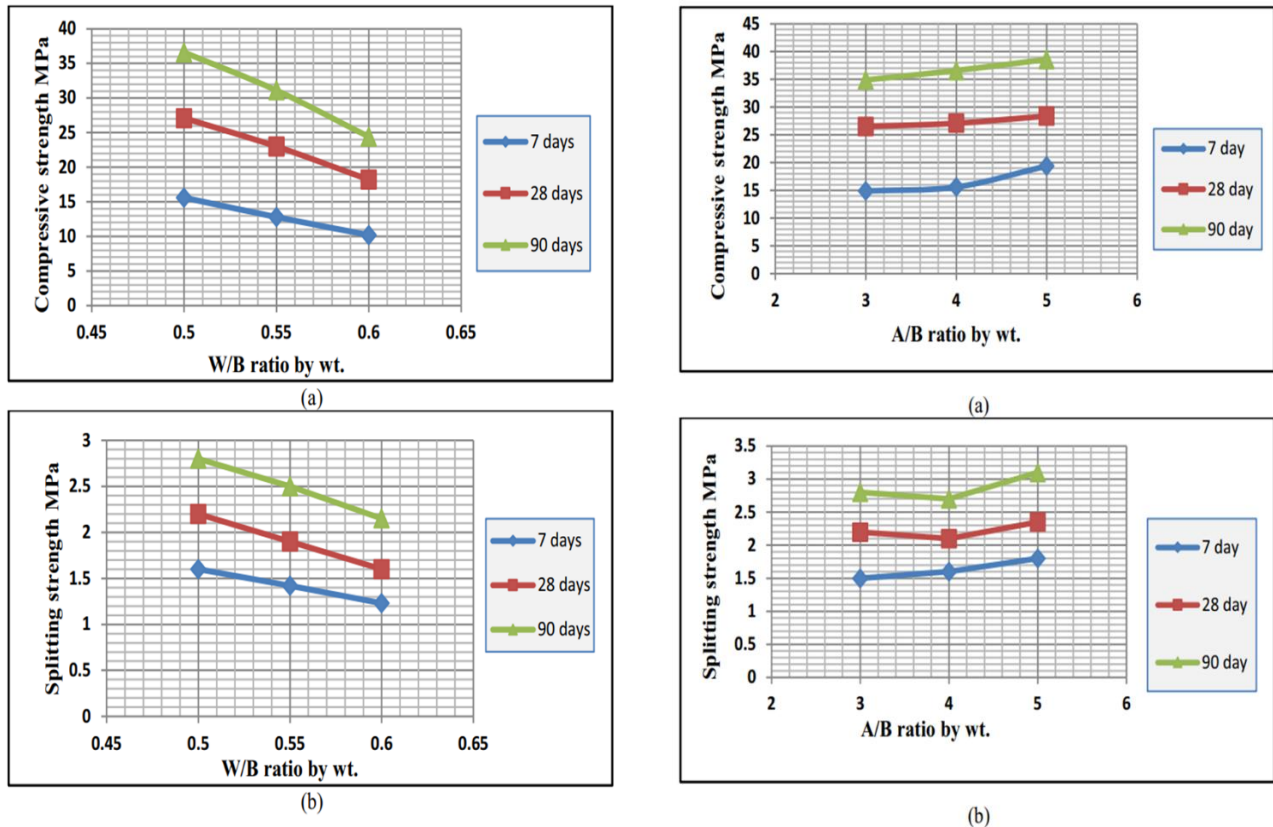 Compressive strength MPa
40
35
30
25
20
15
10
5
0
0.45 0.5 0.55 0.6 0.65
W/B ratio by wt.
7 days
28 days
90 days
(a)
Compressive strength MPa
45
40
35
30
25
20
15
10
5
0
2 3 4 5 6
A/B ratio by wt.
7 day
28 day
90 day
(a)
Splitting strength MPa
3
2.5
2
1.5
1
0.5
0
0.45 0.5 0.55 0.6 0.65
W/B ratio by wt.
7 days
28 days
90 days
(b)
Splitting strength MPa
3.5
3
2.5
2
1.5
1
0.5
0
2 3 4 5 6
A/B ratio by wt.
7 day
28 day
90 day
(b)